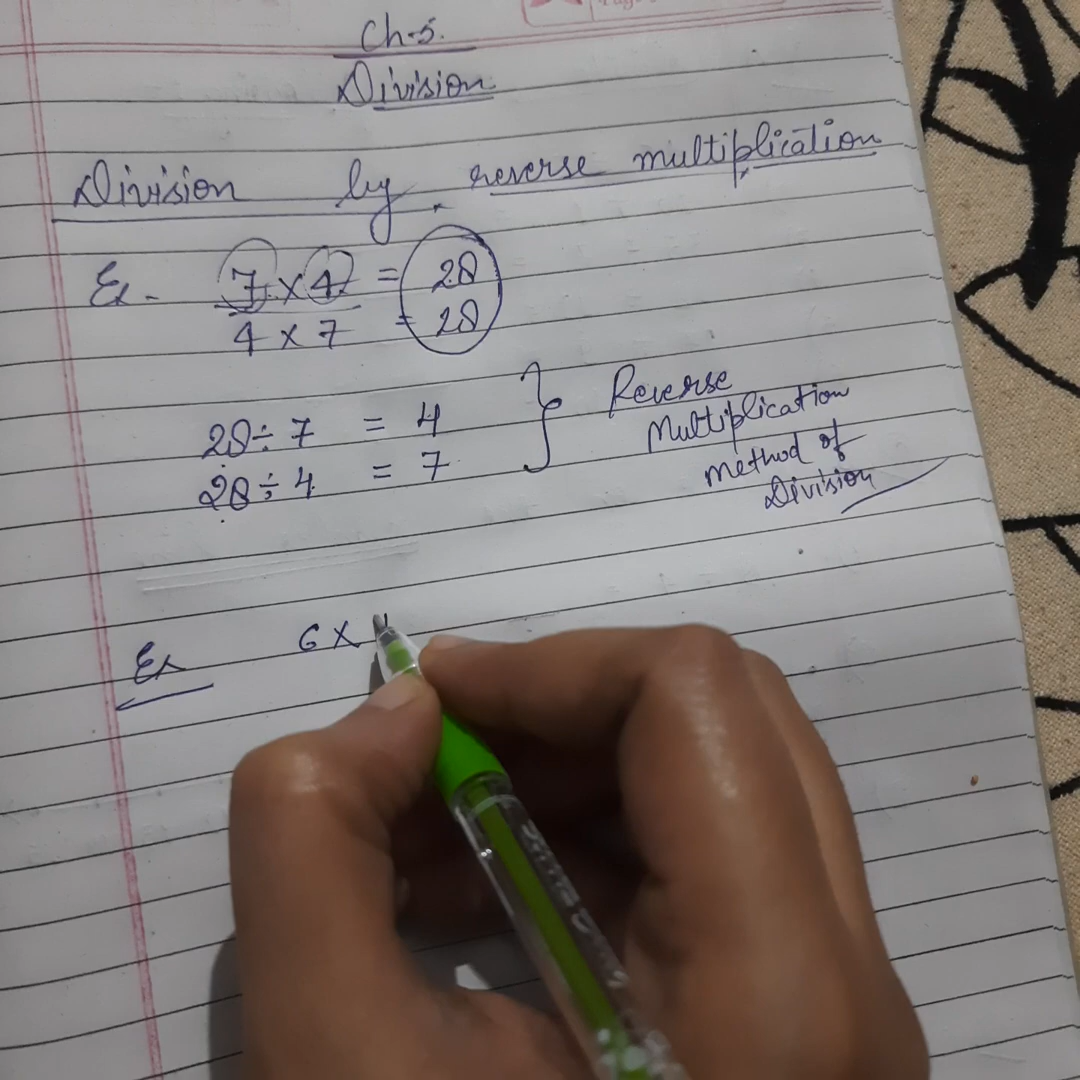 Ch-5.
Division
Division by reverse multiplication
Ex - 7 × 4 = 28
4 × 7 = 28
28 ÷ 7 = 4
28 ÷ 4 = 7
Reverse
Multiplication
Method of
Division
Ex 6 ×